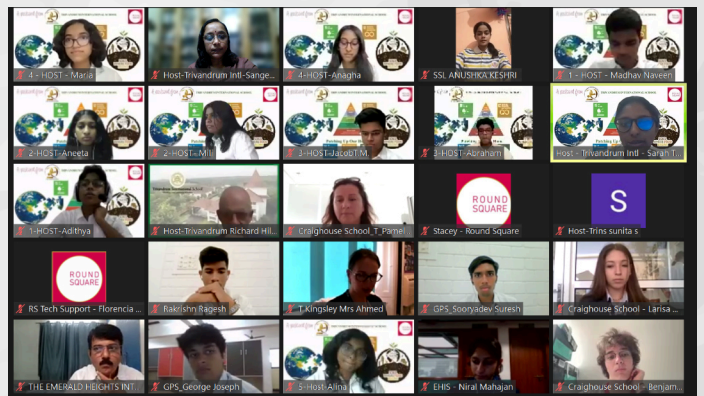 4 - HOST - Maria
Host-Trivandrum Intl-Sange...
4-HOST-Anagha
SSL ANUSHKA KESHRI
1 - HOST - Madhav Naveen
2-HOST-Aneeta
2-HOST- Mili
3-HOST-Jacob T M.
3-HOST-Abraham
Host - Trivandrum Intl - Sarah T...
1-HOST-Adithya
Host-Trivandrum Richard Hil...
Craighouse School_T_Pamel...
ROUND
SQUARE
Stacey - Round Square
S
Host-Trins sunita s
ROUND
SQUARE
RS Tech Support - Florencia ...
Rakrishn Ragesh
T Kingsley Mrs Ahmed
GPS_Sooryadev Suresh
Craighouse School - Larisa ...
THE EMERALD HEIGHTS INT...
GPS_George Joseph
5-Host-Alina
EHIS - Niral Mahajan
Craighouse School - Benjam...